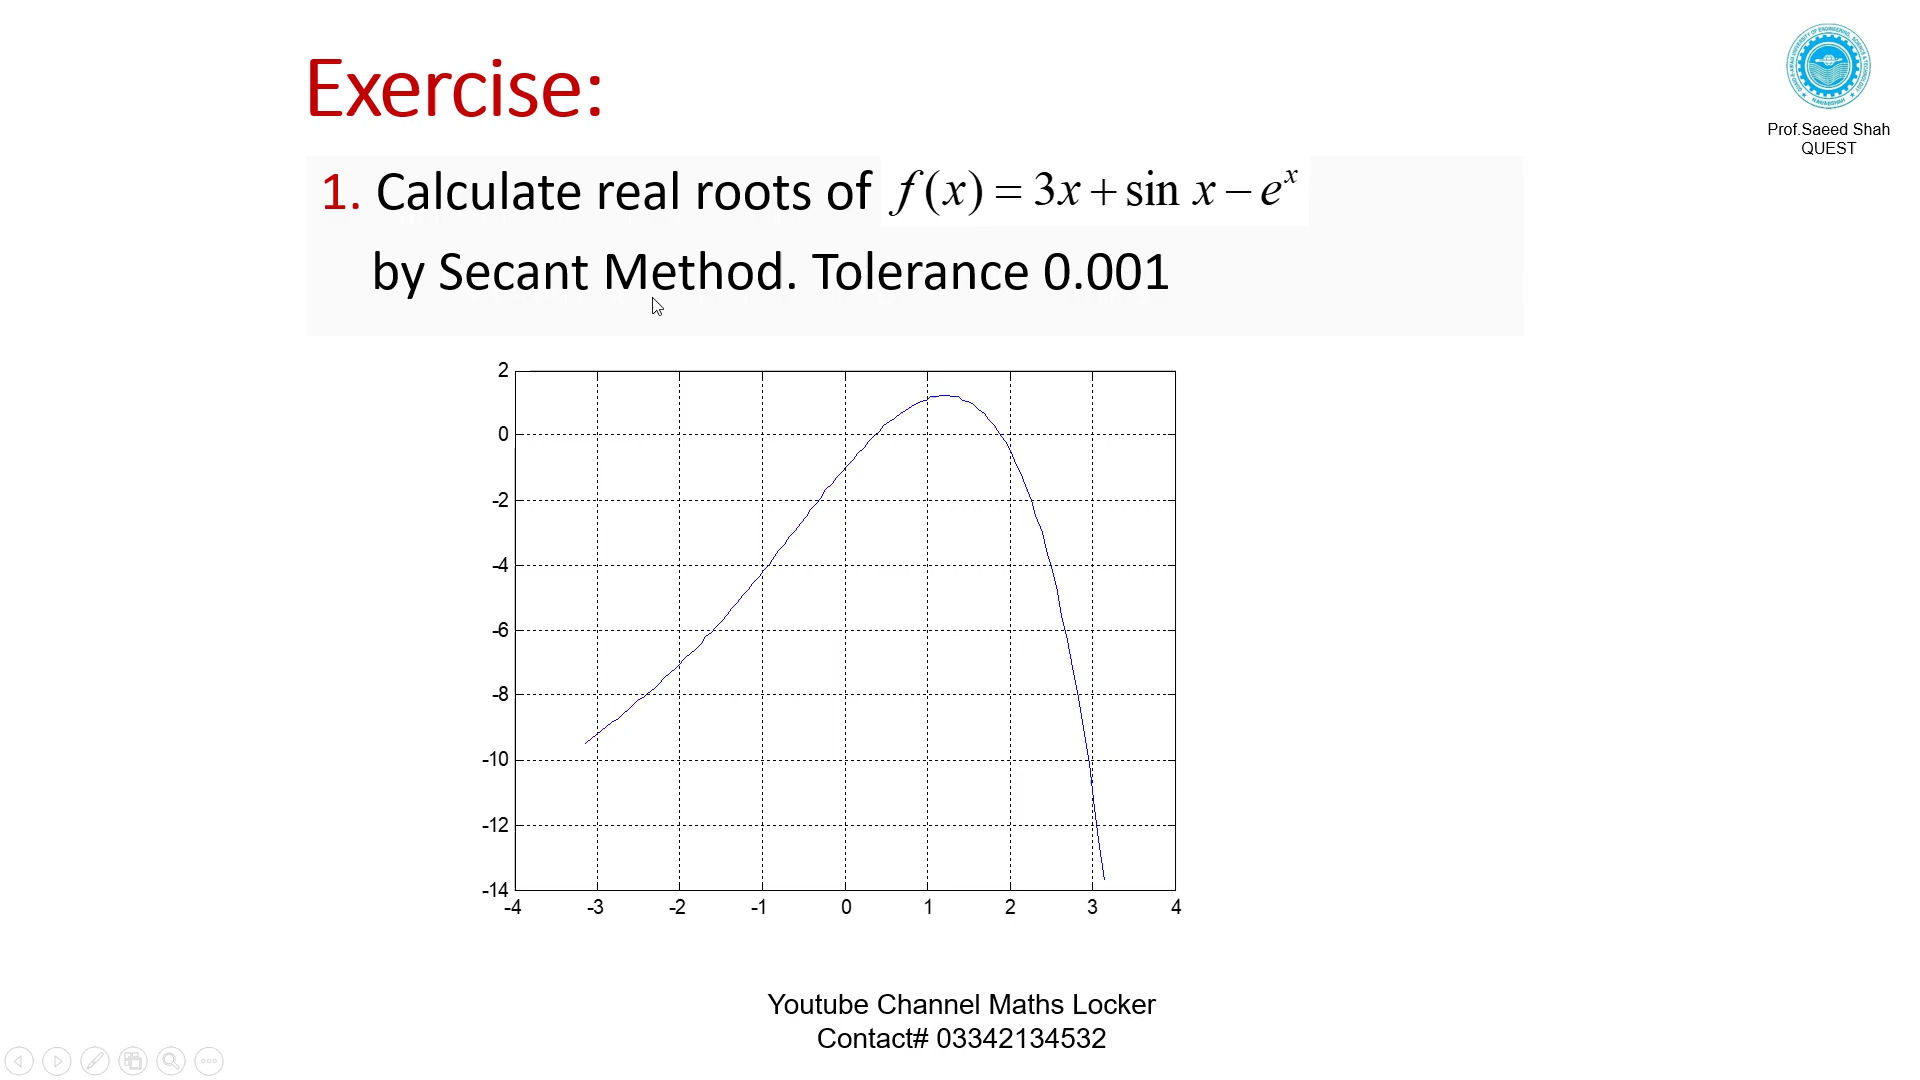 Exercise:
Prof.Saeed Shah
QUEST
1. Calculate real roots of f(x) = 3x + sin x − eˣ
by Secant Method. Tolerance 0.001
2
0
-2
-4
-6
-8
-10
-12
-14
-4 -3 -2 -1 0 1 2 3 4
Youtube Channel Maths Locker
Contact# 03342134532